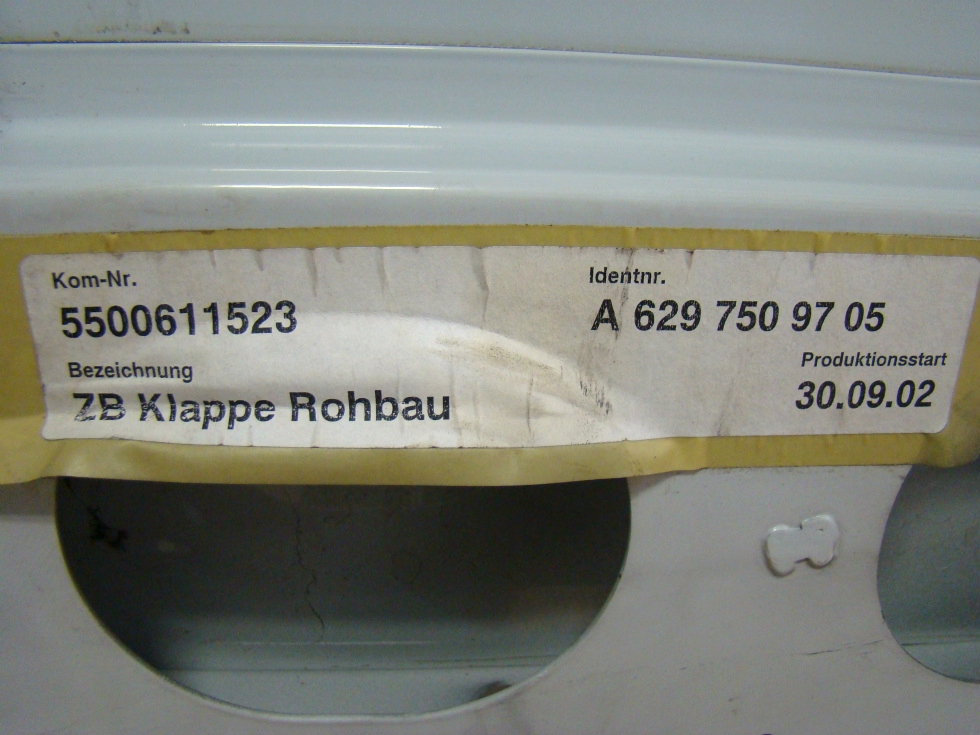 Kom-Nr.
5500611523
Bezeichnung
ZB Klappe Rohbau
Identnr.
A 629 750 97 05
Produktionsstart
30.09.02